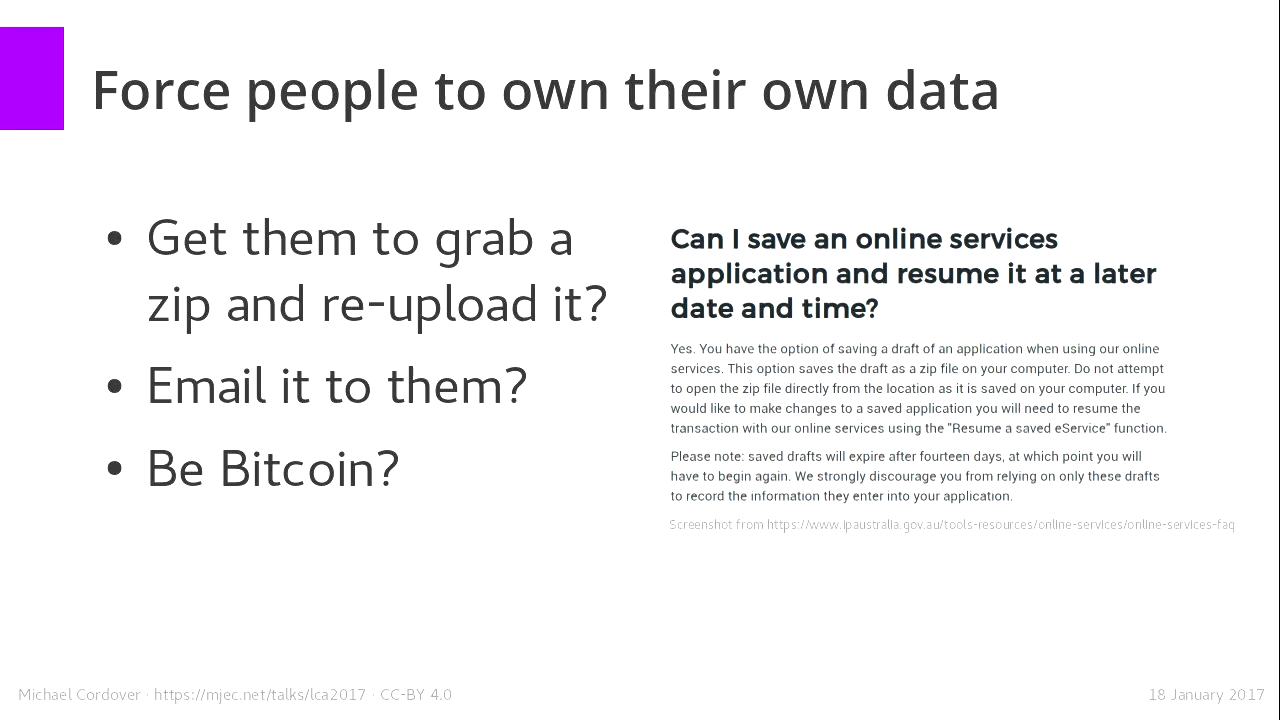 Force people to own their own data
• Get them to grab a
zip and re-upload it?
• Email it to them?
• Be Bitcoin?
Can I save an online services
application and resume it at a later
date and time?
Yes. You have the option of saving a draft of an application when using our online
services. This option saves the draft as a zip file on your computer. Do not attempt
to open the zip file directly from the location as it is saved on your computer. If you
would like to make changes to a saved application you will need to resume the
transaction with our online services using the "Resume a saved eService" function.
Please note: saved drafts will expire after fourteen days, at which point you will
have to begin again. We strongly discourage you from relying on only these drafts
to record the information they enter into your application.
Screenshot from https://www.ipaustralia.gov.au/tools-resources/online-services/online-services-faq
Michael Cordover · https://mjec.net/talks/lca2017 · CC-BY 4.0
18 January 2017